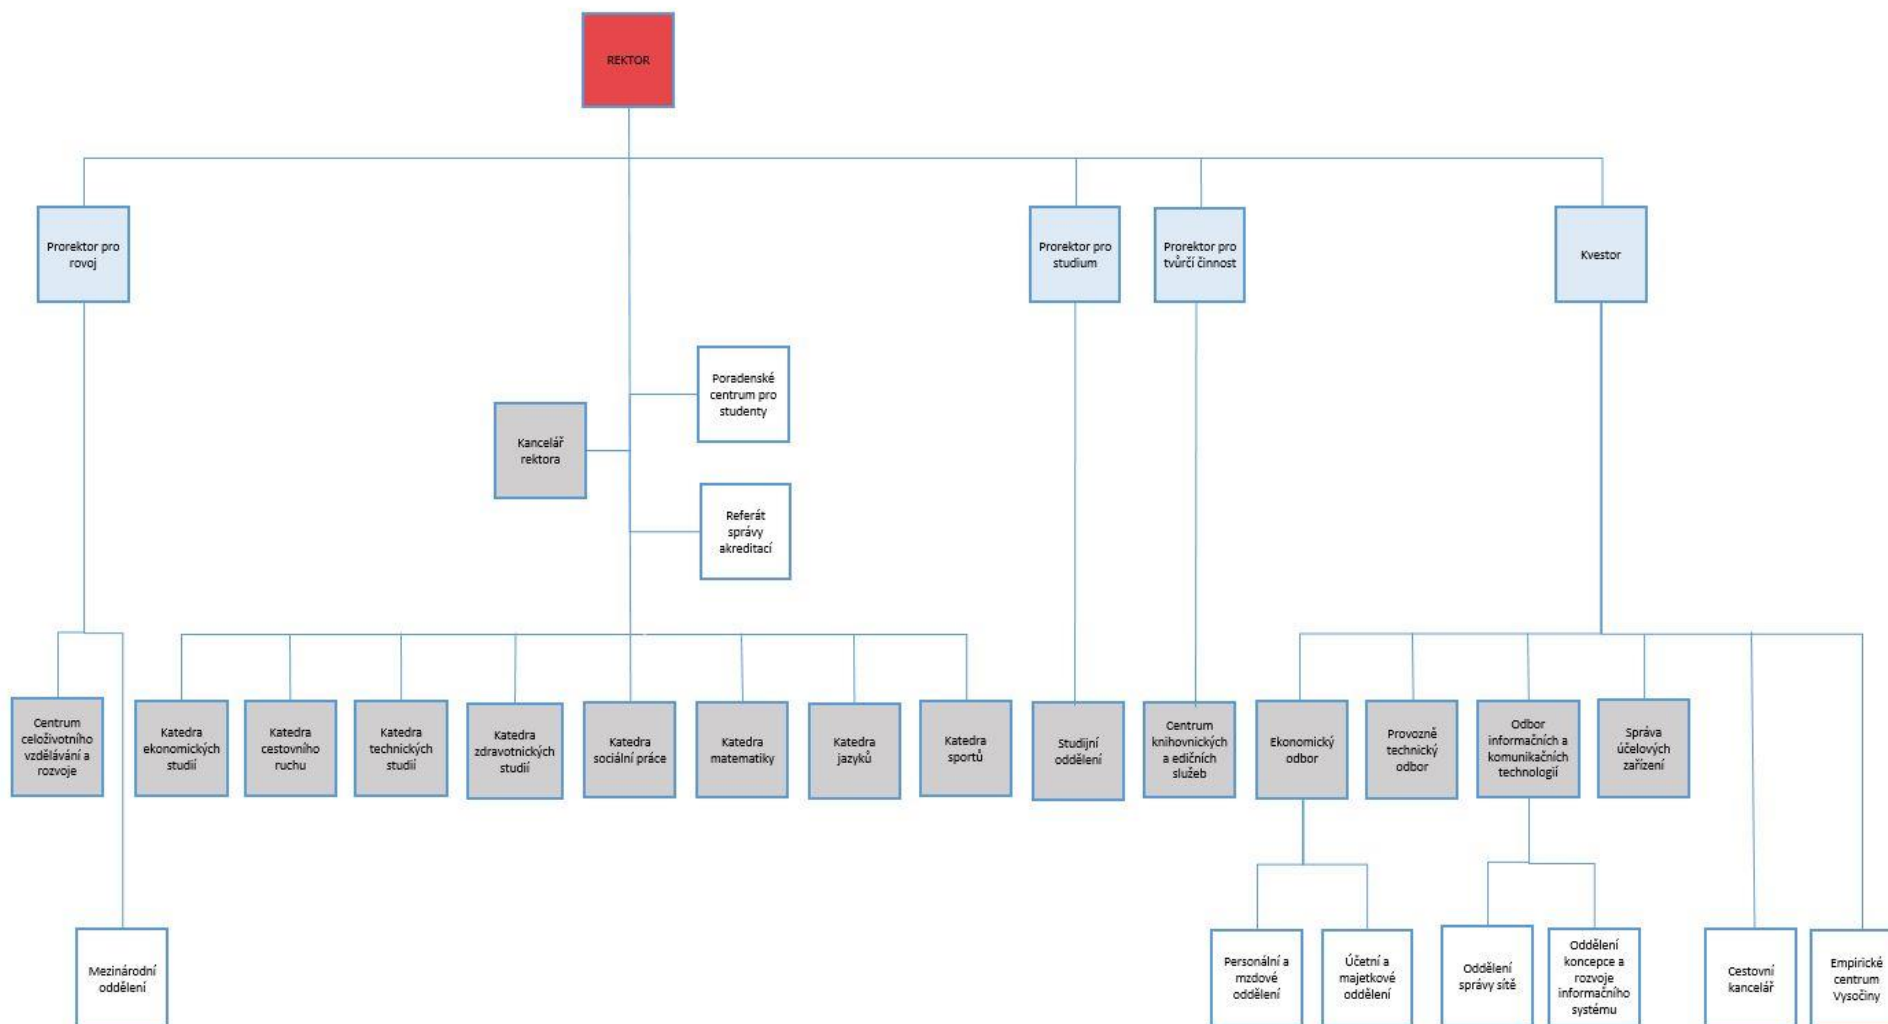 REKTOR
Prorektor pro
rovoj
Prorektor pro
studium
Prorektor pro
tvůrčí činnost
Kvestor
Poradenské
centrum pro
studenty
Kancelář
rektora
Referát
správy
akreditací
Centrum
celoživotního
vzdělávání a
rozvoje
Katedra
ekonomických
studií
Katedra
cestovního
ruchu
Katedra
technických
studií
Katedra
zdravotnických
studií
Katedra
sociální práce
Katedra
matematiky
Katedra
jazyků
Katedra
sportů
Studijní
oddělení
Centrum
knihovnických
a edičních
služeb
Ekonomický
odbor
Provozně
technický
odbor
Odbor
informačních a
komunikačních
technologií
Správa
účelových
zařízení
Mezinárodní
oddělení
Personální a
mzdové
oddělení
Účetní a
majetkové
oddělení
Oddělení
správy sítě
Oddělení
koncepce a
rozvoje
informačního
systému
Cestovní
kancelář
Empirické
centrum
Vysočiny